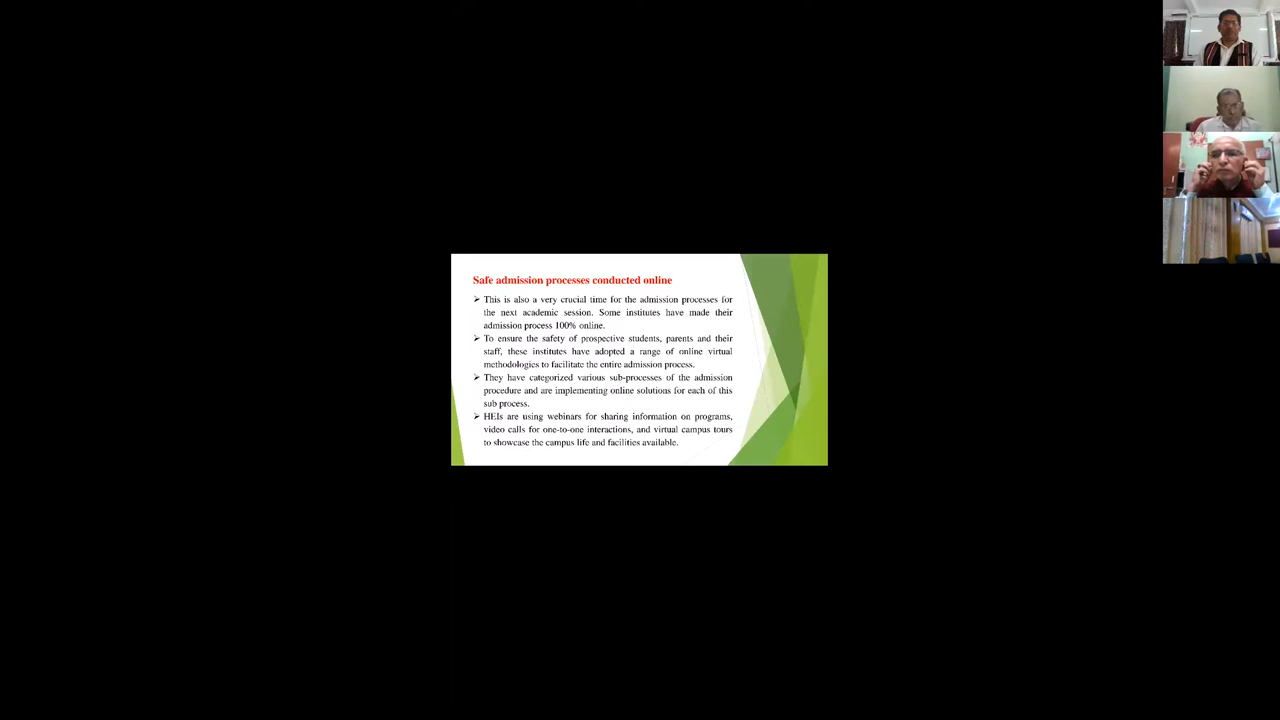 Safe admission processes conducted online
➢ This is also a very crucial time for the admission processes for
the next academic session. Some institutes have made their
admission process 100% online.
➢ To ensure the safety of prospective students, parents and their
staff, these institutes have adopted a range of online virtual
methodologies to facilitate the entire admission process.
➢ They have categorized various sub-processes of the admission
procedure and are implementing online solutions for each of this
sub process.
➢ HEIs are using webinars for sharing information on programs,
video calls for one-to-one interactions, and virtual campus tours
to showcase the campus life and facilities available.